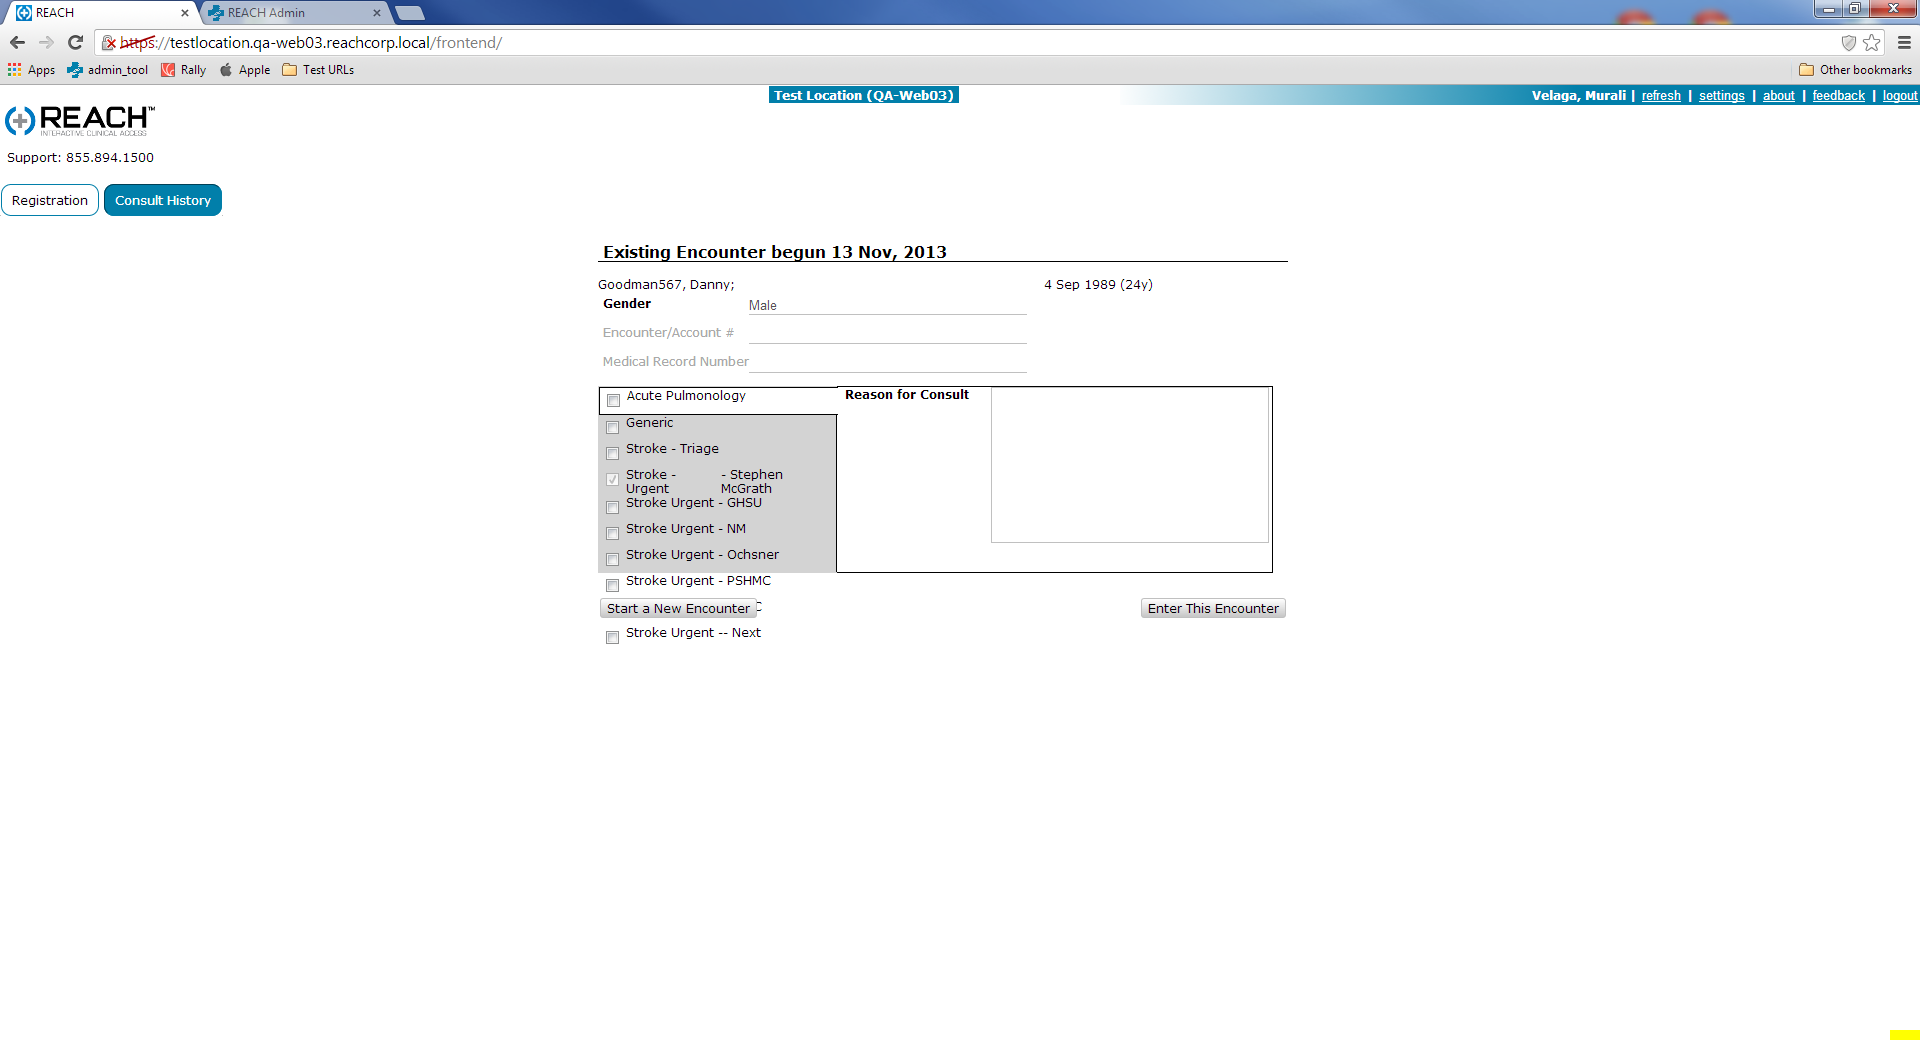 REACH
REACH Admin
https://testlocation.qa-web03.reachcorp.local/frontend/
Apps admin_tool Rally Apple Test URLs Other bookmarks
Test Location (QA-Web03) Velaga, Murali | refresh | settings | about | feedback | logout
REACH™
INTERACTIVE CLINICAL ACCESS
Support: 855.894.1500
Registration Consult History
Existing Encounter begun 13 Nov, 2013
Goodman567, Danny; 4 Sep 1989 (24y)
Gender Male
Encounter/Account #
Medical Record Number
Acute Pulmonology Reason for Consult
Generic
Stroke - Triage
Stroke - Urgent - Stephen McGrath
Stroke Urgent - GHSU
Stroke Urgent - NM
Stroke Urgent - Ochsner
Stroke Urgent - PSHMC
Start a New Encounter Enter This Encounter
Stroke Urgent -- Next